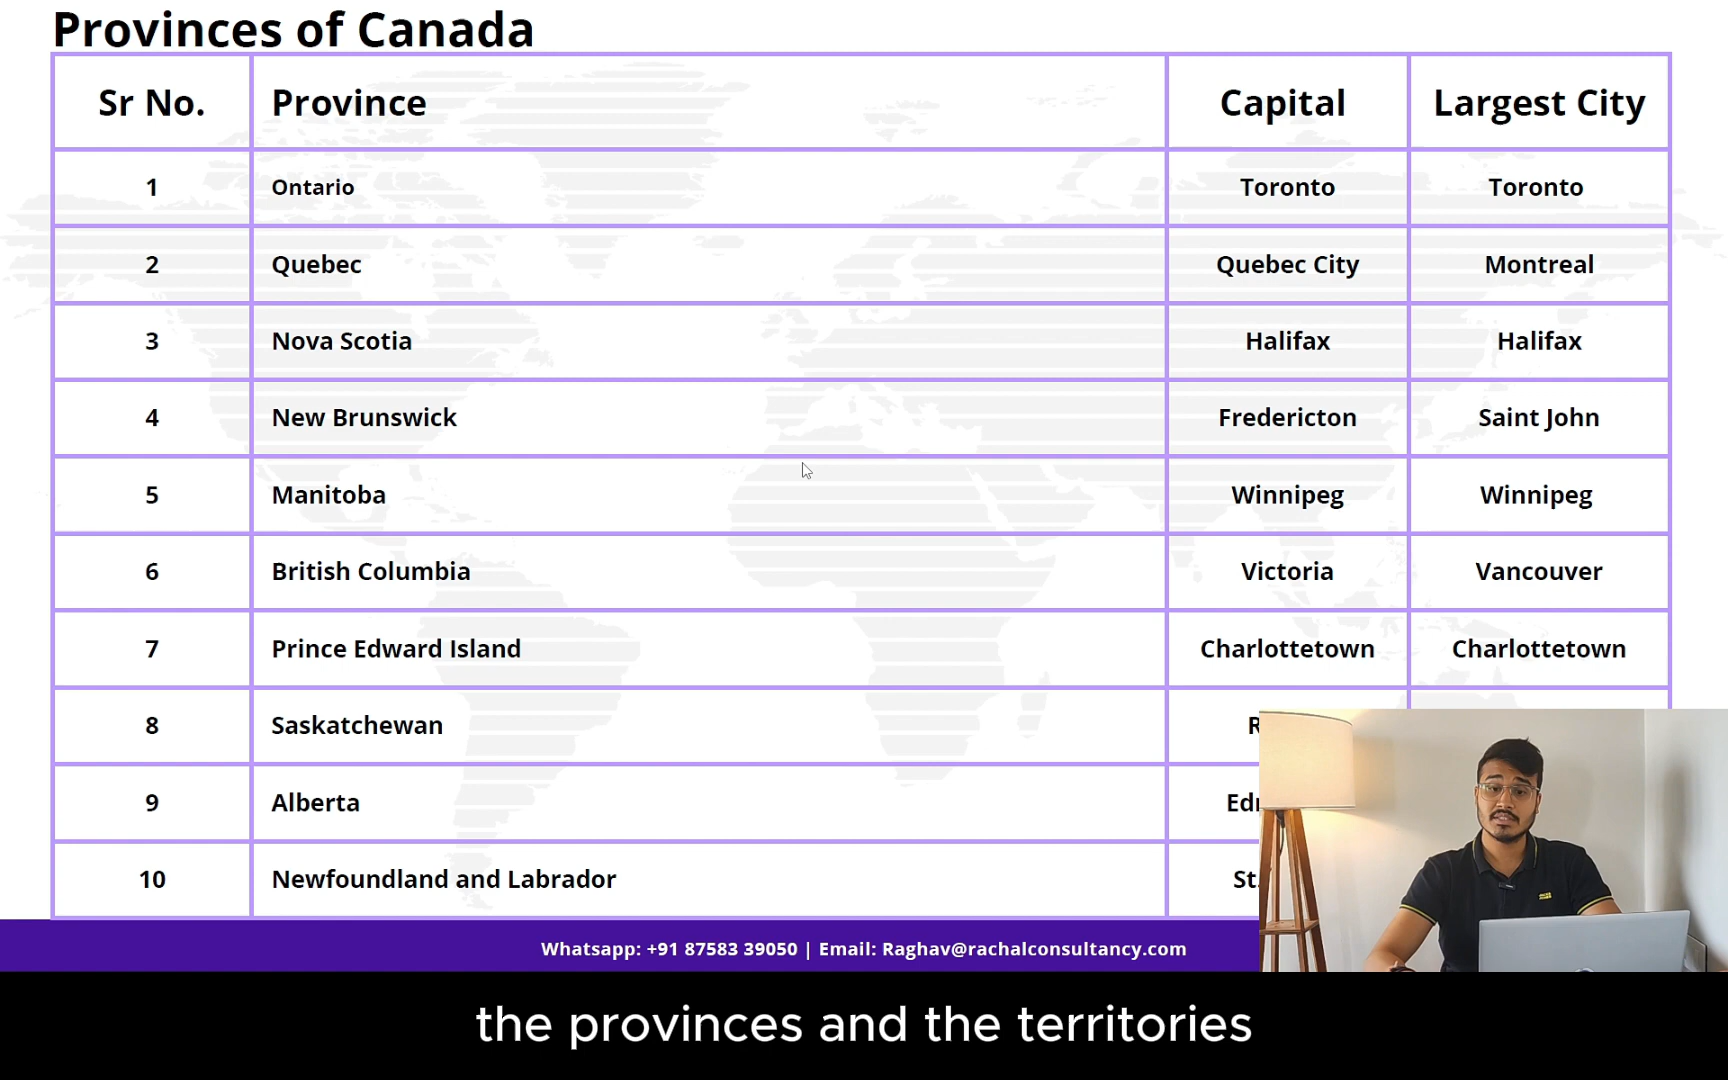 Provinces of Canada
Sr No. Province Capital Largest City
1 Ontario Toronto Toronto
2 Quebec Quebec City Montreal
3 Nova Scotia Halifax Halifax
4 New Brunswick Fredericton Saint John
5 Manitoba Winnipeg Winnipeg
6 British Columbia Victoria Vancouver
7 Prince Edward Island Charlottetown Charlottetown
8 Saskatchewan
9 Alberta
10 Newfoundland and Labrador
Whatsapp: +91 87583 39050 | Email: Raghav@rachalconsultancy.com
the provinces and the territories